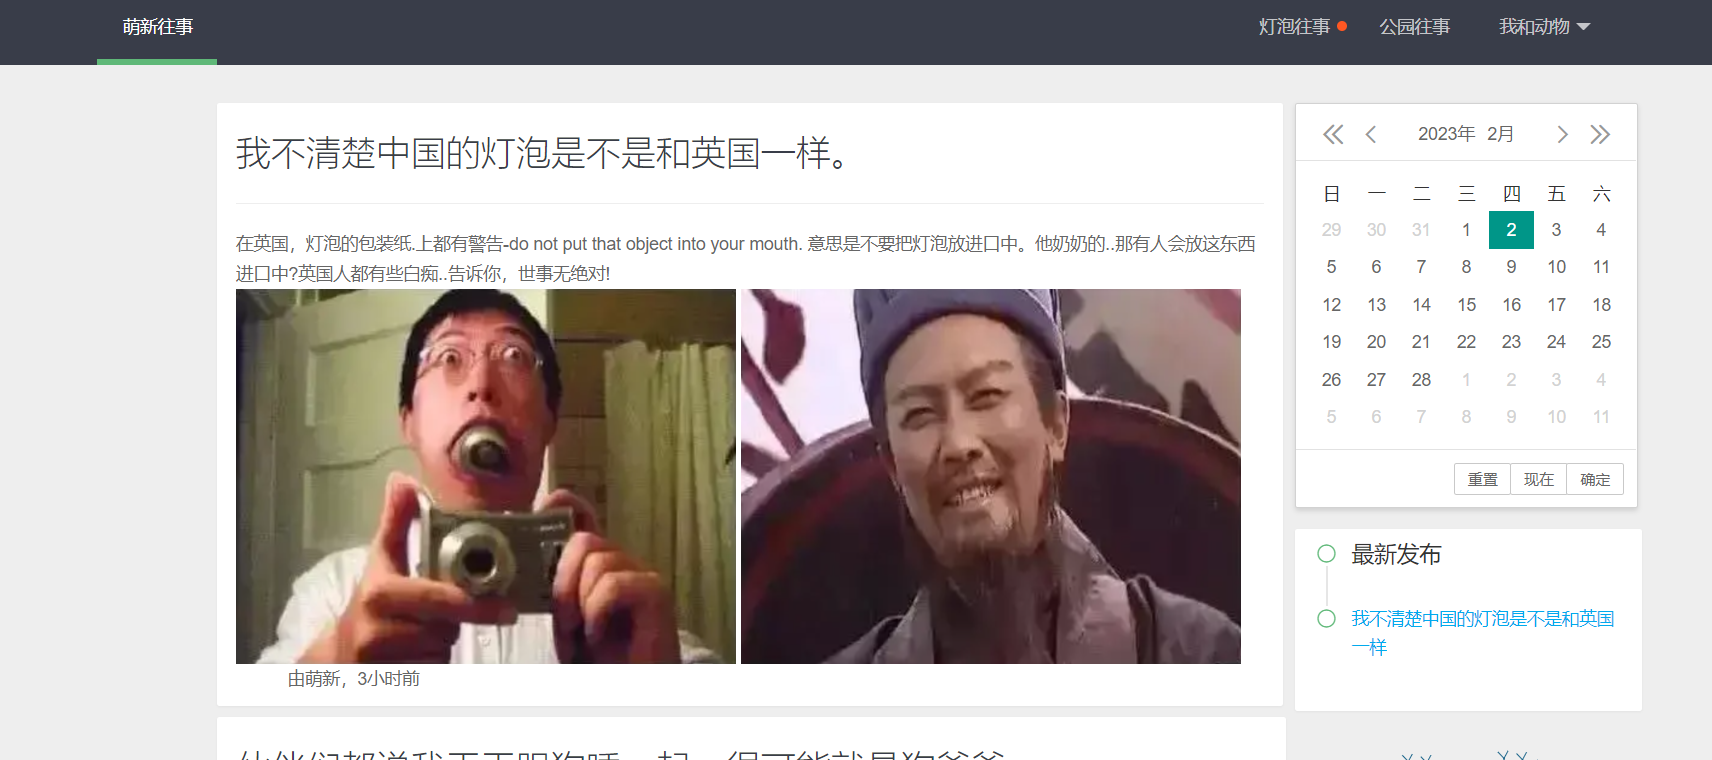 萌新往事
灯泡往事
公园往事
我和动物
我不清楚中国的灯泡是不是和英国一样。
在英国，灯泡的包装纸.上都有警告-do not put that object into your mouth. 意思是不要把灯泡放进口中。他奶奶的..那有人会放这东西
进口中?英国人都有些白痴..告诉你，世事无绝对!
由萌新，3小时前
2023年 2月
日 一 二 三 四 五 六
29 30 31 1 2 3 4
5 6 7 8 9 10 11
12 13 14 15 16 17 18
19 20 21 22 23 24 25
26 27 28 1 2 3 4
5 6 7 8 9 10 11
重置 现在 确定
最新发布
我不清楚中国的灯泡是不是和英国
一样